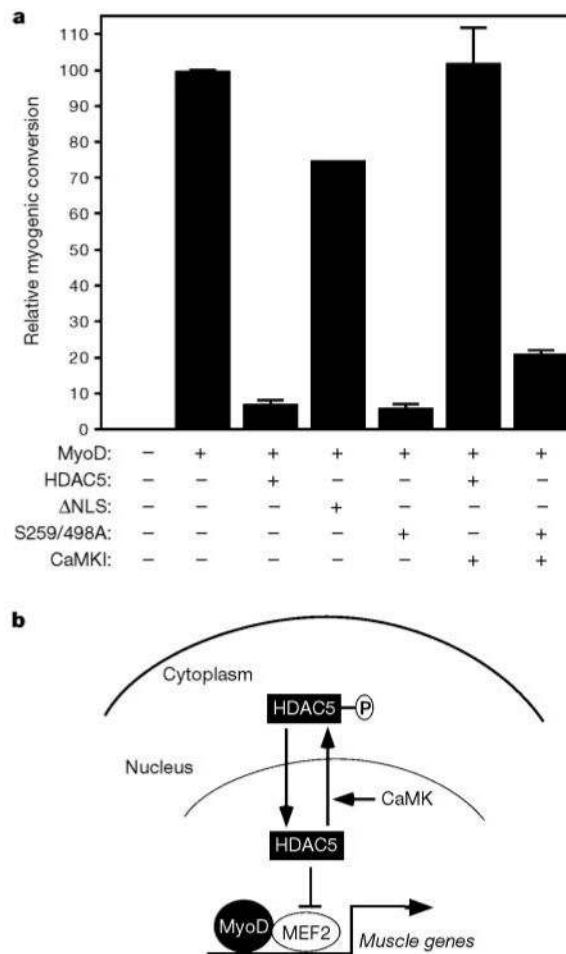 a
110
100
90
80
70
60
50
40
30
20
10
0
Relative myogenic conversion
MyoD: − + + + + + +
HDAC5: − − + − − + −
ΔNLS: − − − + − − −
S259/498A: − − − − + − +
CaMKI: − − − − − + +
b
Cytoplasm
HDAC5 P
Nucleus
CaMK
HDAC5
MyoD MEF2 Muscle genes